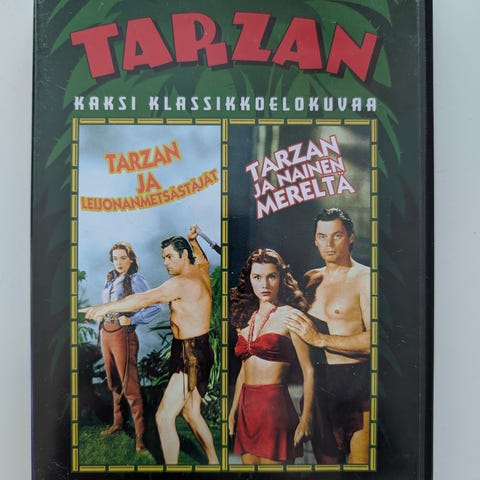 TARZAN
KAKSI KLASSIKKOELOKUVAA
TARZAN
JA
LEIJONANMETSÄSTÄJÄT
TARZAN
JA NAINEN
MERELTÄ